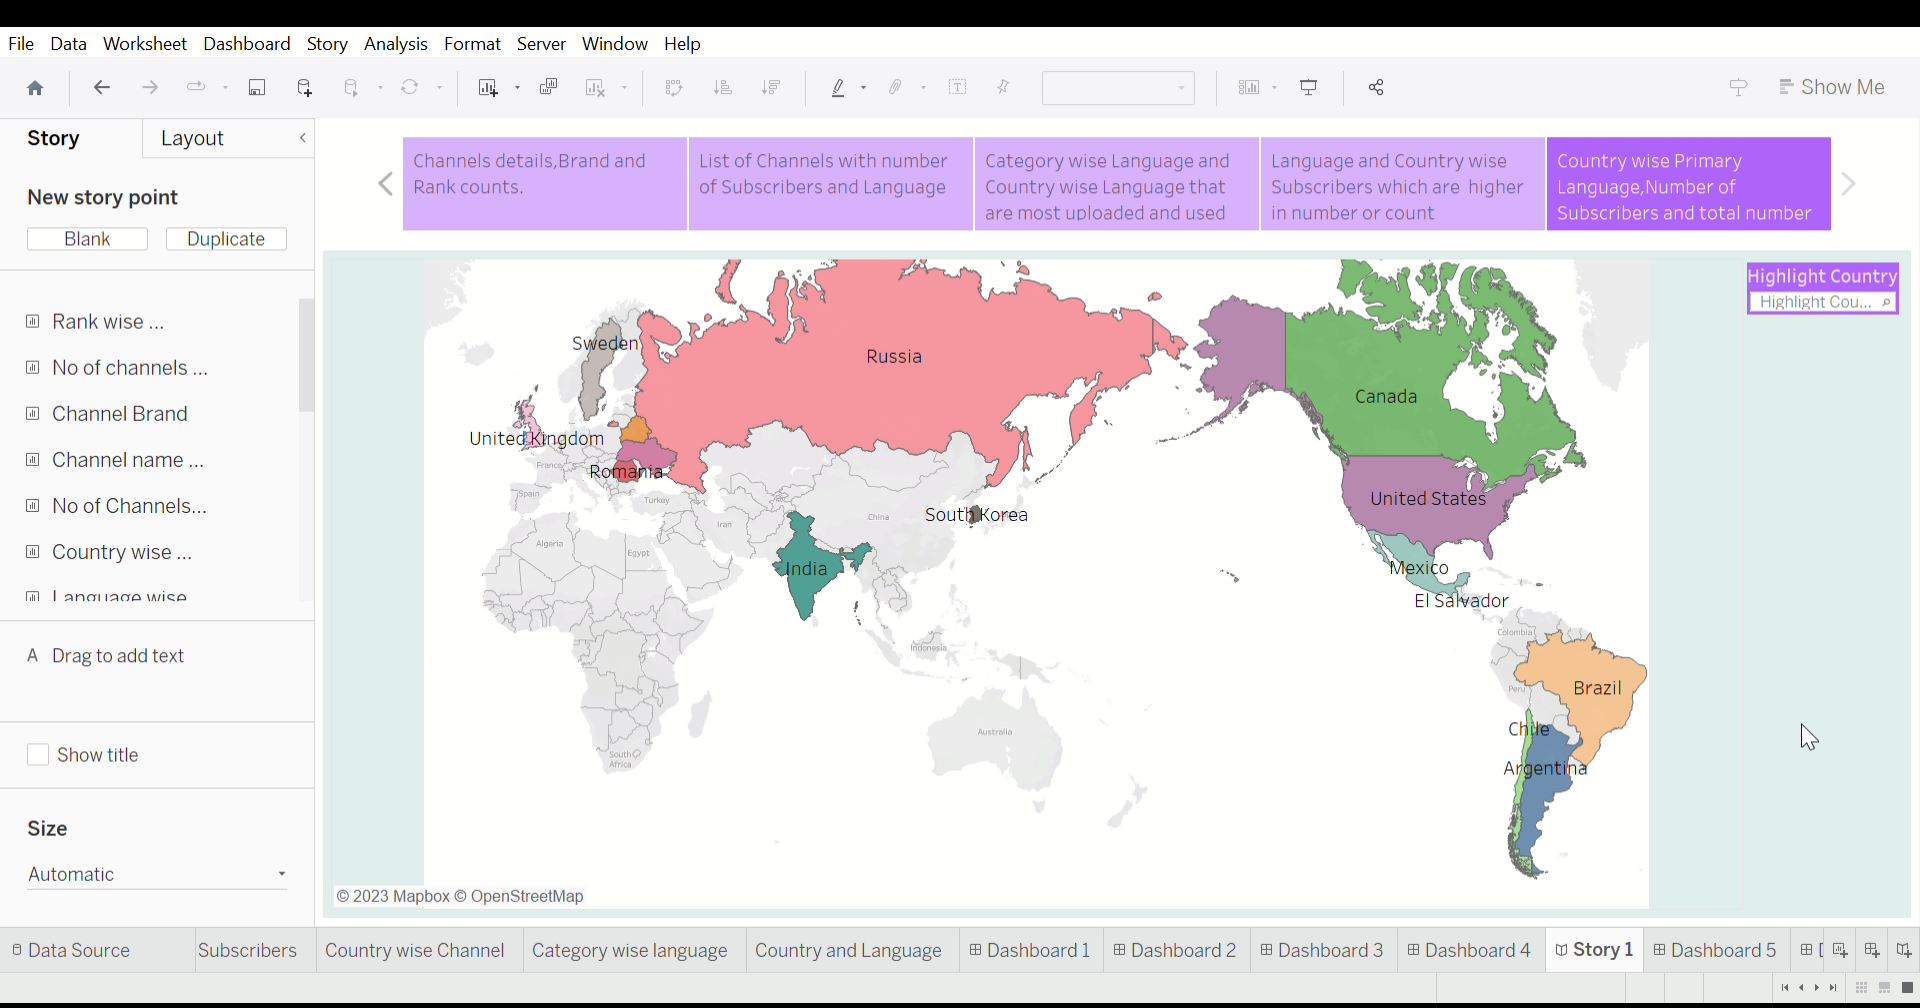 File Data Worksheet Dashboard Story Analysis Format Server Window Help
Show Me
Story Layout
New story point
Blank Duplicate
Rank wise ...
No of channels ...
Channel Brand
Channel name ...
No of Channels...
Country wise ...
Language wise
A Drag to add text
Show title
Size
Automatic
Channels details,Brand and
Rank counts.
List of Channels with number
of Subscribers and Language
Category wise Language and
Country wise Language that
are most uploaded and used
Language and Country wise
Subscribers which are higher
in number or count
Country wise Primary
Language,Number of
Subscribers and total number
Highlight Country
Highlight Cou...
Sweden
Russia
Canada
United Kingdom
France
Romania
Spain
Turkey
United States
South Korea
China
Iran
Algeria
Egypt
India
Mexico
El Salvador
Colombia
Indonesia
Peru
Brazil
Chile
Australia
Argentina
South
Africa
© 2023 Mapbox © OpenStreetMap
Data Source Subscribers Country wise Channel Category wise language Country and Language Dashboard 1 Dashboard 2 Dashboard 3 Dashboard 4 Story 1 Dashboard 5